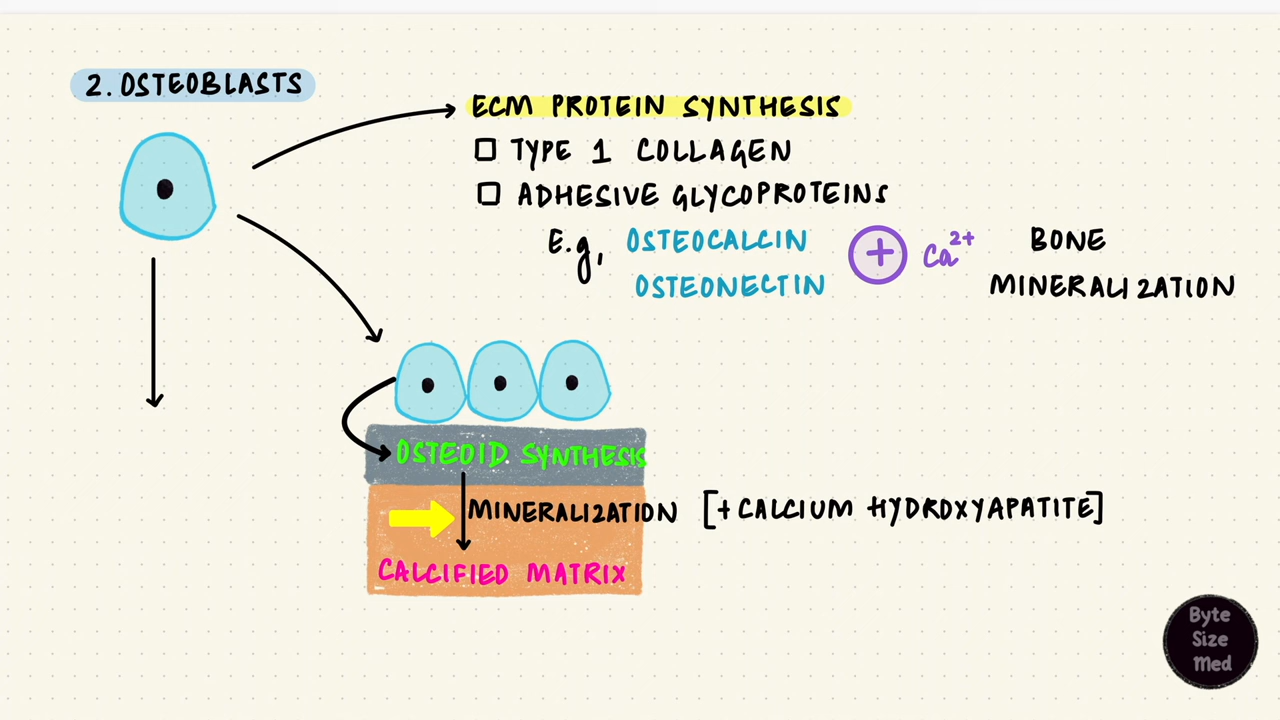 2. OSTEOBLASTS
ECM PROTEIN SYNTHESIS
TYPE 1 COLLAGEN
ADHESIVE GLYCOPROTEINS
E.g, OSTEOCALCIN + Ca2+ BONE
OSTEONECTIN MINERALIZATION
OSTEOID SYNTHESIS
MINERALIZATION [+ CALCIUM HYDROXYAPATITE]
CALCIFIED MATRIX
Byte
Size
Med